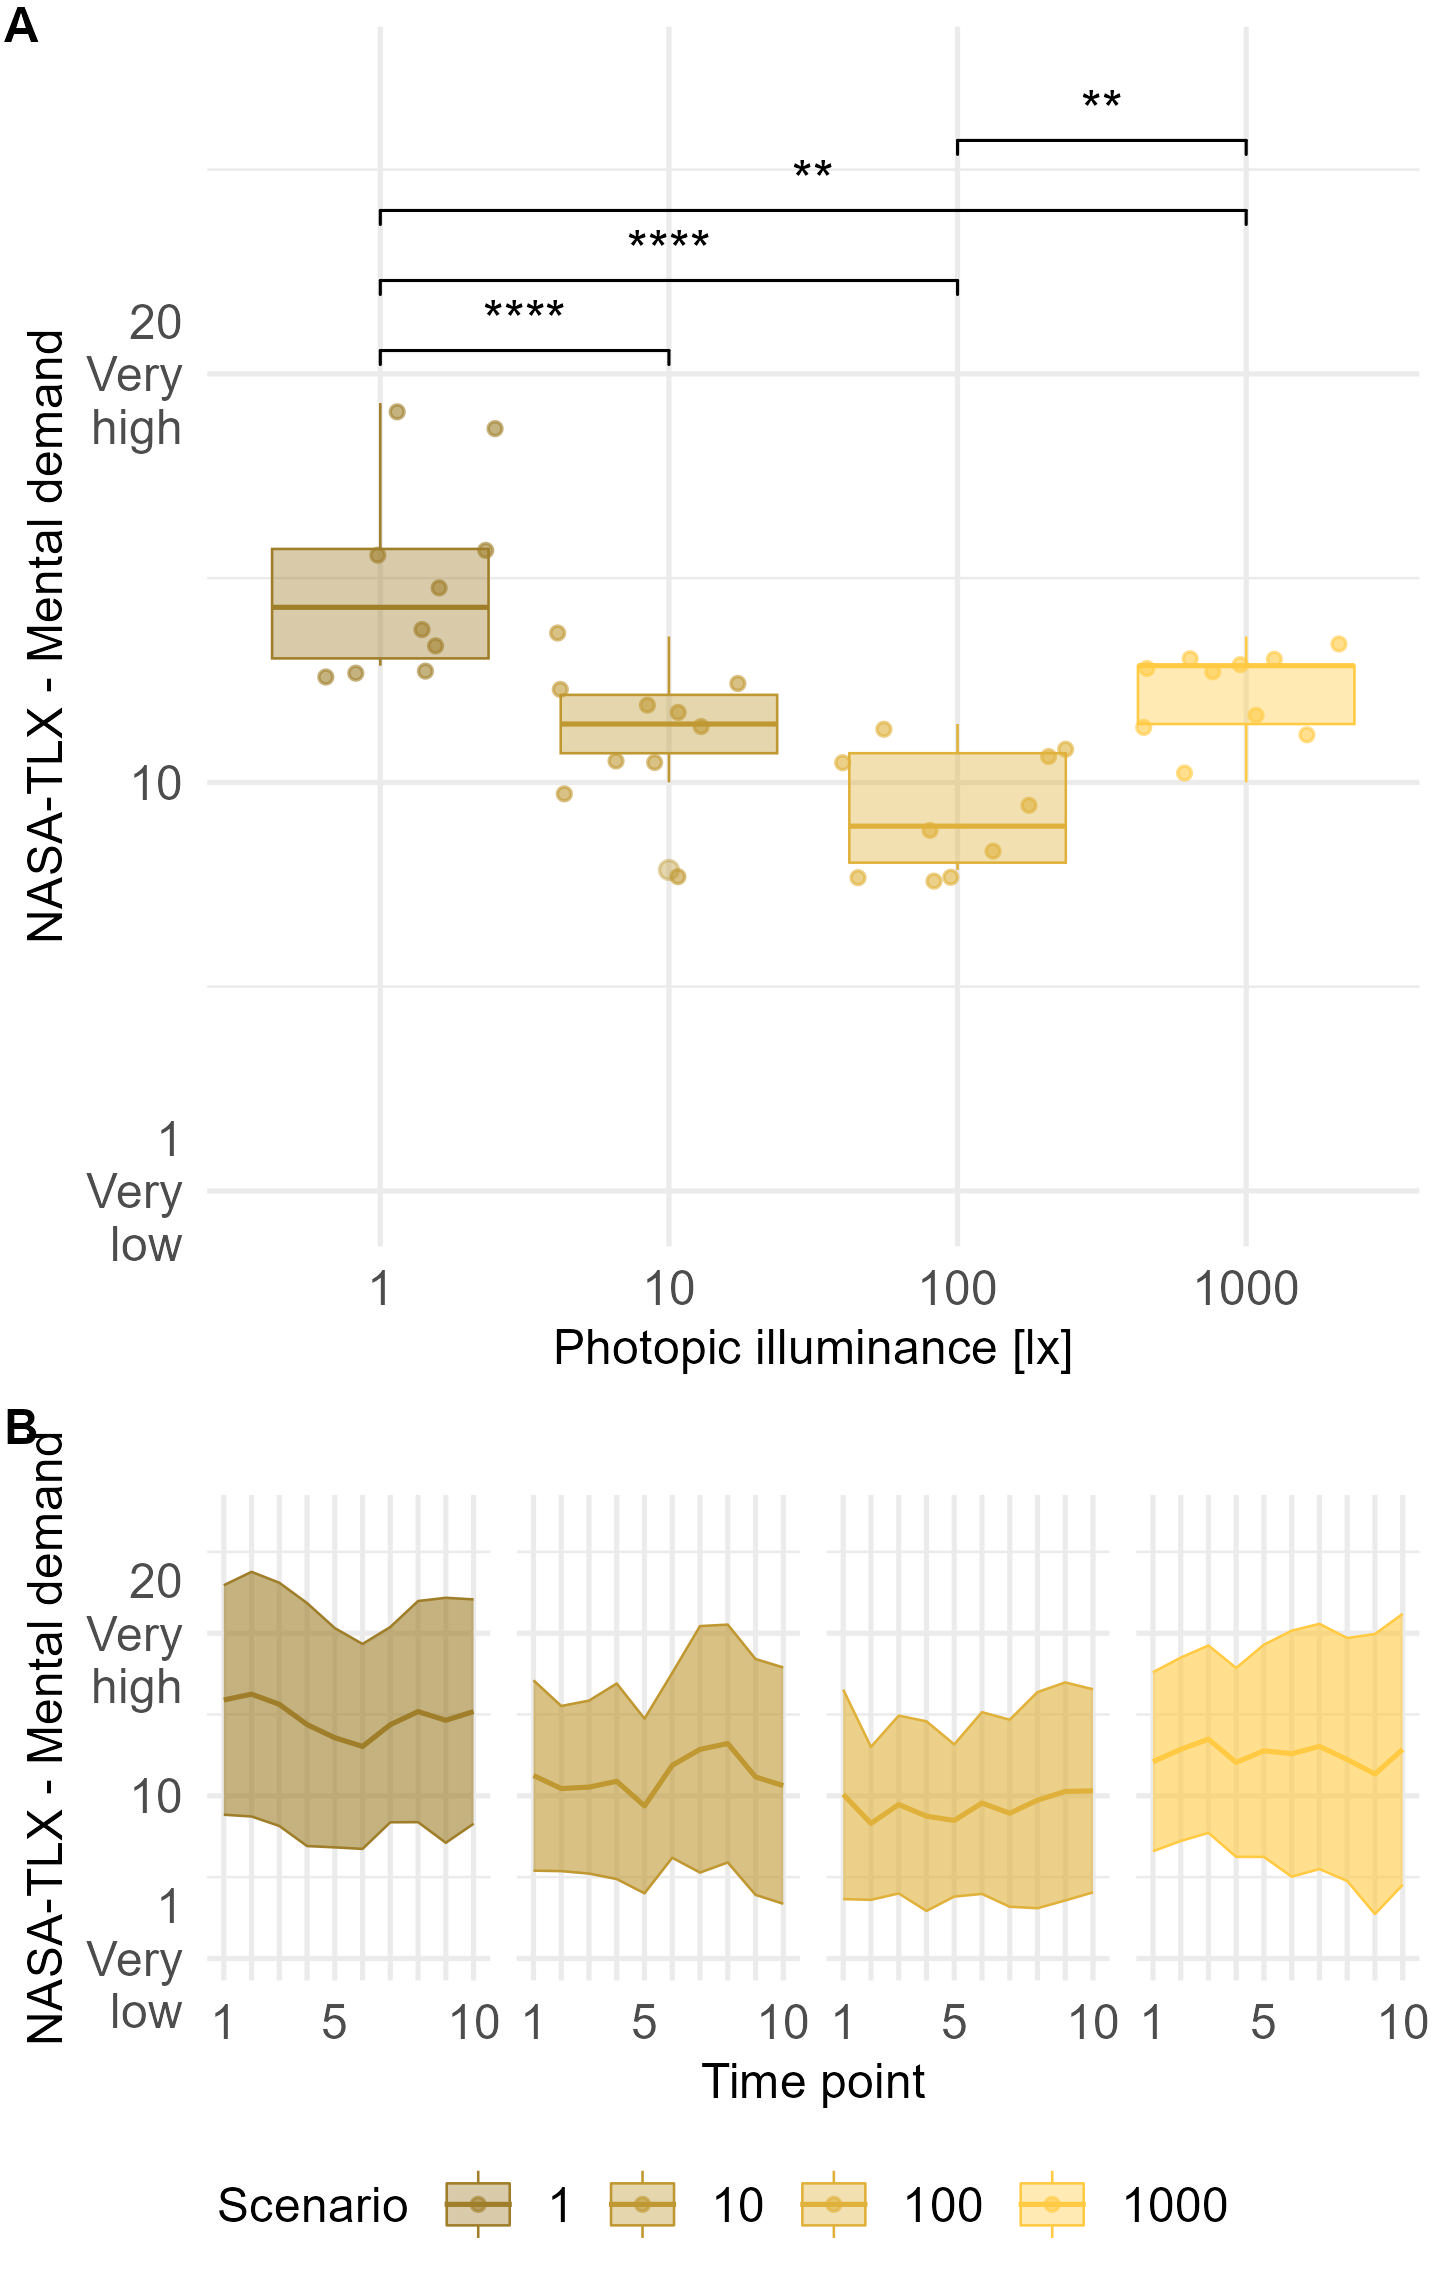 A
**
**
****
****
20
Very
high
10
1
Very
low
NASA-TLX - Mental demand
1 10 100 1000
Photopic illuminance [lx]
B
20
Very
high
10
1
Very
low
NASA-TLX - Mental demand
1 5 10 1 5 10 1 5 10 1 5 10
Time point
Scenario 1 10 100 1000